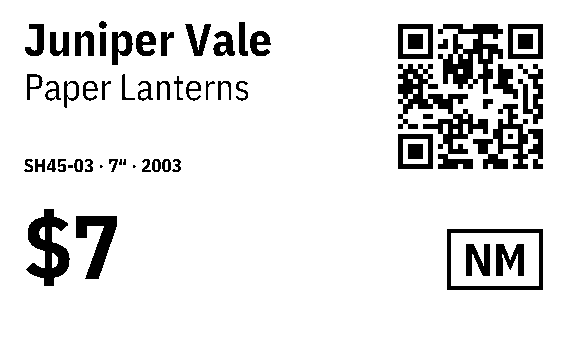 Juniper Vale
Paper Lanterns
SH45-03 · 7“ · 2003
$7
NM